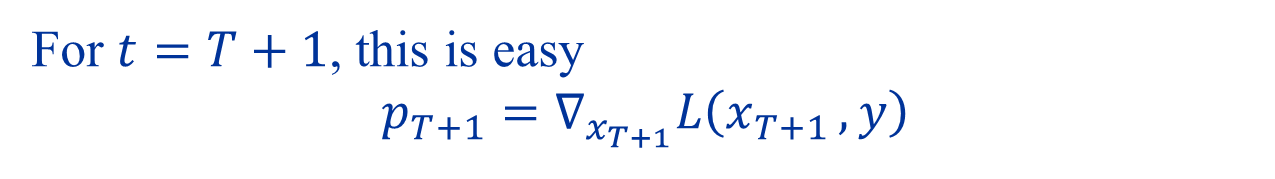 For t = T + 1, this is easy
p_{T+1} = ∇_{x_{T+1}} L(x_{T+1}, y)